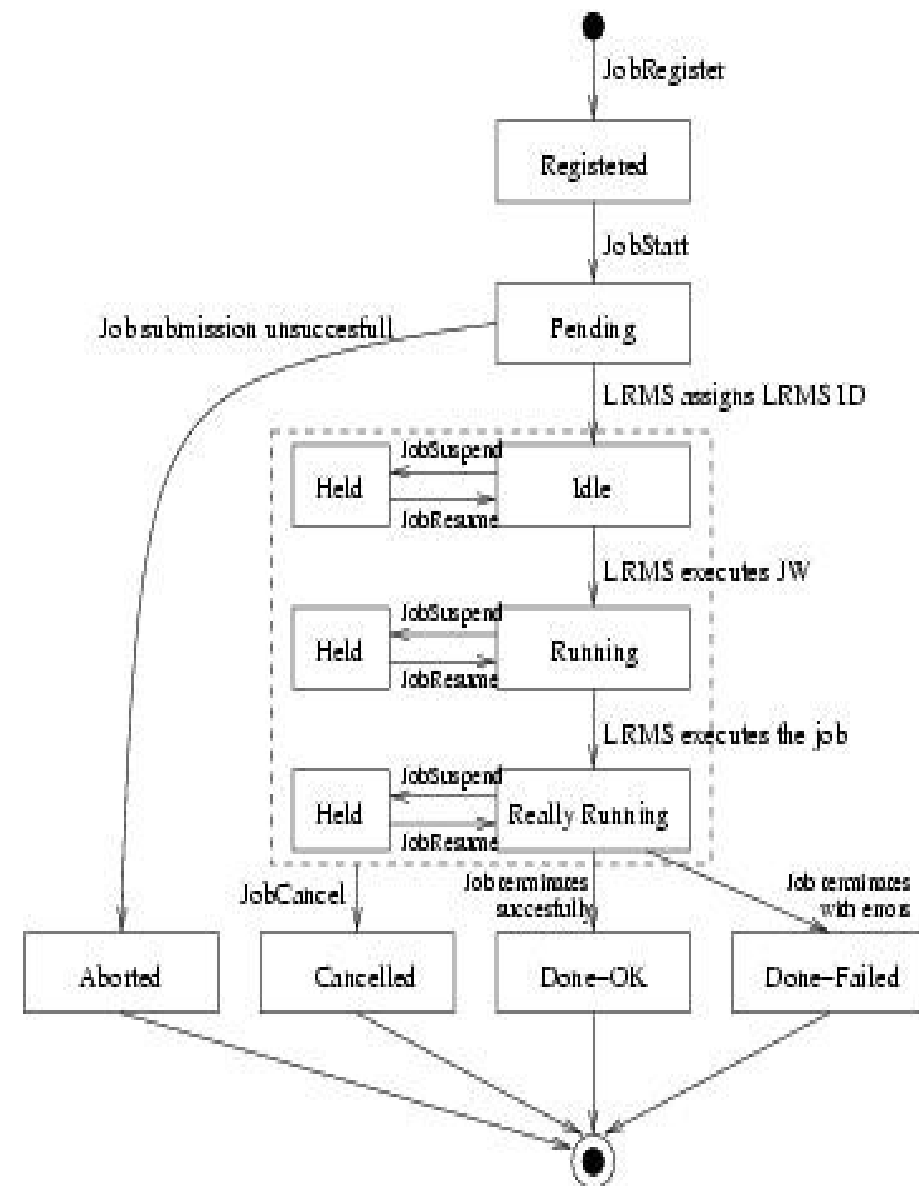 JobRegister
Registered
JobStart
Job submission unsuccesfull
Pending
LRMS assigns LRMS ID
JobSuspend
Held
Idle
JobResume
LRMS executes JW
JobSuspend
Held
Running
JobResume
LRMS executes the job
JobSuspend
Held
Really Running
JobResume
JobCancel
Job terminates
succesfully
Job terminates
with errors
Aborted
Cancelled
Done-OK
Done-Failed